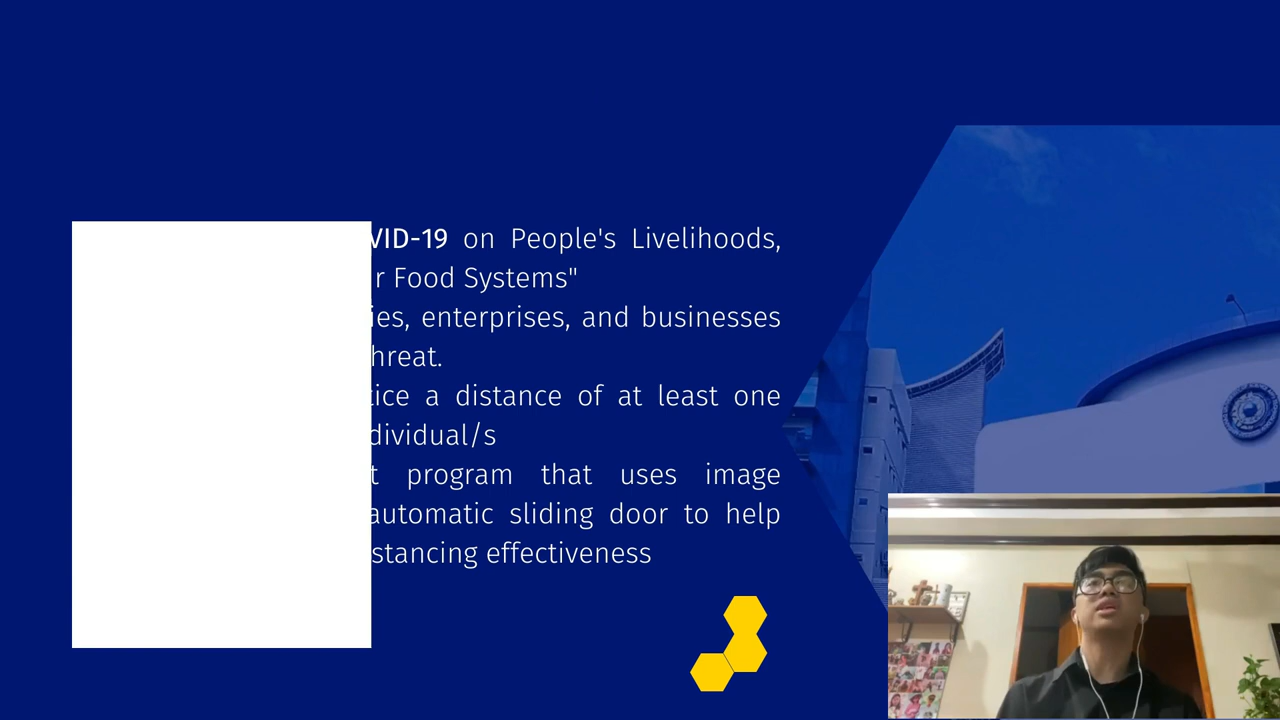 VID-19 on People's Livelihoods,
r Food Systems"
ies, enterprises, and businesses
hreat.
tice a distance of at least one
dividual/s
t program that uses image
automatic sliding door to help
stancing effectiveness